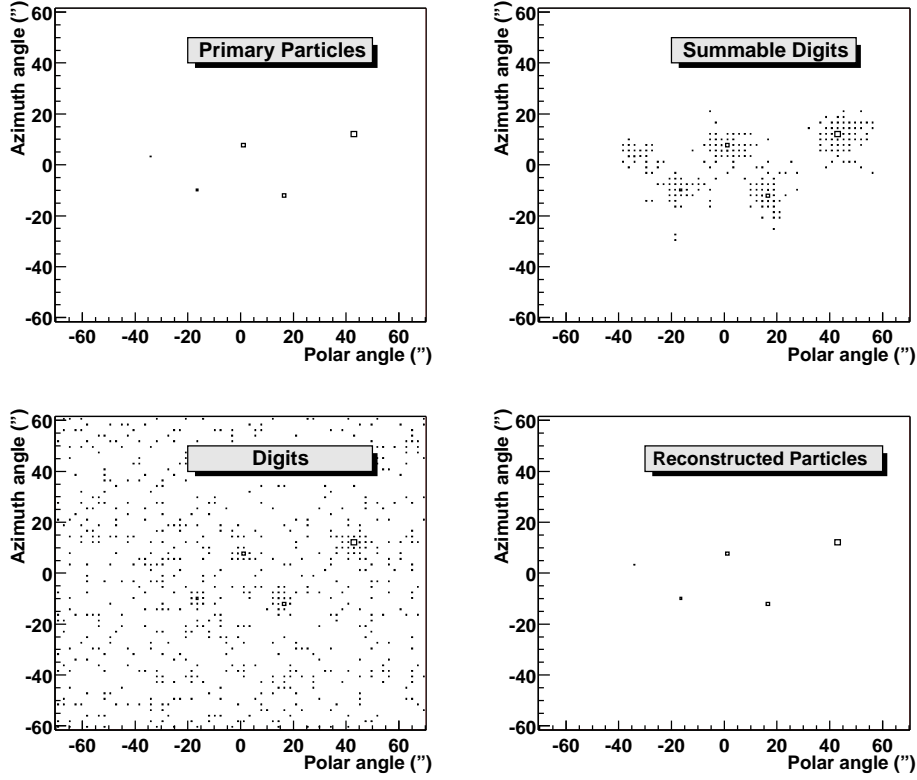 Azimuth angle (”)
Primary Particles
60
40
20
0
-20
-40
-60
-60 -40 -20 0 20 40 60
Polar angle (”)
Azimuth angle (”)
Summable Digits
60
40
20
0
-20
-40
-60
-60 -40 -20 0 20 40 60
Polar angle (”)
Azimuth angle (”)
Digits
60
40
20
0
-20
-40
-60
-60 -40 -20 0 20 40 60
Polar angle (”)
Azimuth angle (”)
Reconstructed Particles
60
40
20
0
-20
-40
-60
-60 -40 -20 0 20 40 60
Polar angle (”)